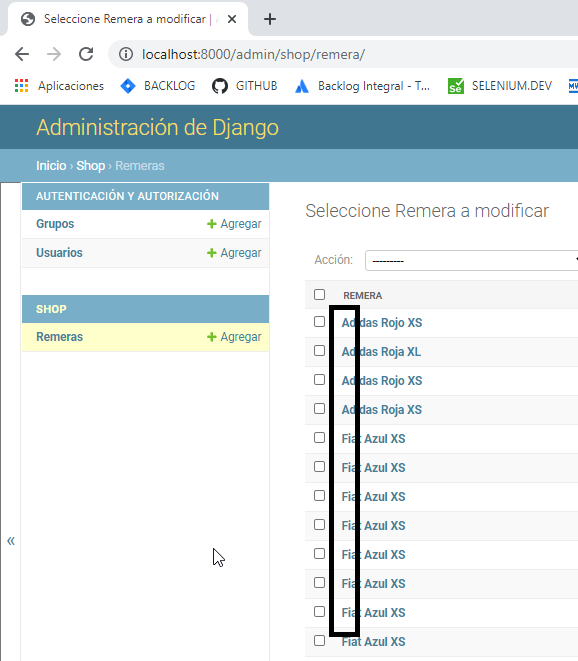 Seleccione Remera a modificar |
localhost:8000/admin/shop/remera/
Aplicaciones BACKLOG GITHUB Backlog Integral - T... SELENIUM.DEV
Administración de Django
Inicio › Shop › Remeras
AUTENTICACIÓN Y AUTORIZACIÓN
Grupos + Agregar
Usuarios + Agregar
SHOP
Remeras + Agregar
«
Seleccione Remera a modificar
Acción: ---------
REMERA
Adidas Rojo XS
Adidas Roja XL
Adidas Rojo XS
Adidas Roja XS
Fiat Azul XS
Fiat Azul XS
Fiat Azul XS
Fiat Azul XS
Fiat Azul XS
Fiat Azul XS
Fiat Azul XS
Fiat Azul XS